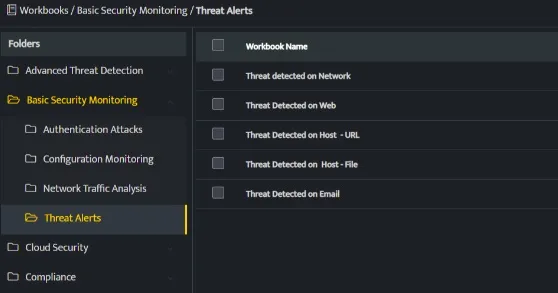 Workbooks / Basic Security Monitoring / Threat Alerts
Folders
Advanced Threat Detection
Basic Security Monitoring
Authentication Attacks
Configuration Monitoring
Network Traffic Analysis
Threat Alerts
Cloud Security
Compliance
Workbook Name
Threat detected on Network
Threat Detected on Web
Threat Detected on Host - URL
Threat Detected on Host - File
Threat Detected on Email